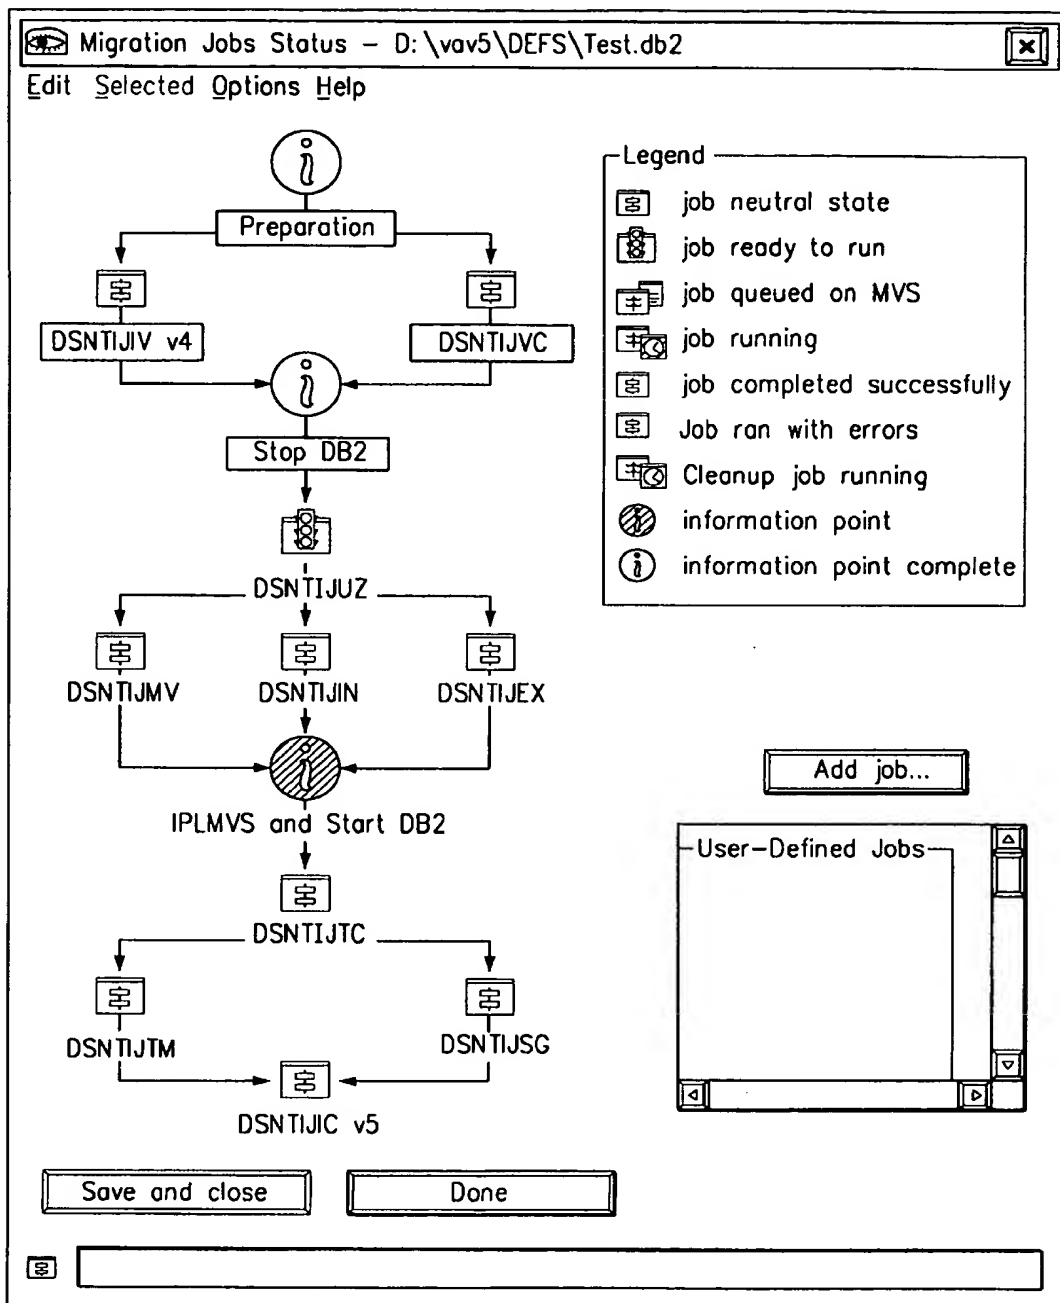 Migration Jobs Status – D:\vav5\DEFS\Test.db2
Edit Selected Options Help
i
Preparation
DSNTIJIV v4
DSNTIJVC
i
Stop DB2
DSNTIJUZ
DSNTIJMV
DSNTIJIN
DSNTIJEX
i
IPLMVS and Start DB2
DSNTIJTC
DSNTIJTM
DSNTIJSG
DSNTIJIC v5
Legend
job neutral state
job ready to run
job queued on MVS
job running
job completed successfully
Job ran with errors
Cleanup job running
i information point
i information point complete
Add job...
User–Defined Jobs
Save and close
Done